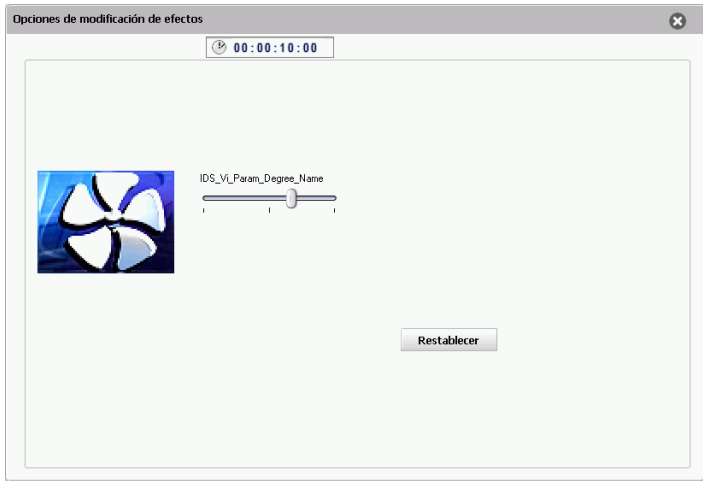 Opciones de modificación de efectos
00:00:10:00
IDS_Vi_Param_Degree_Name
Restablecer